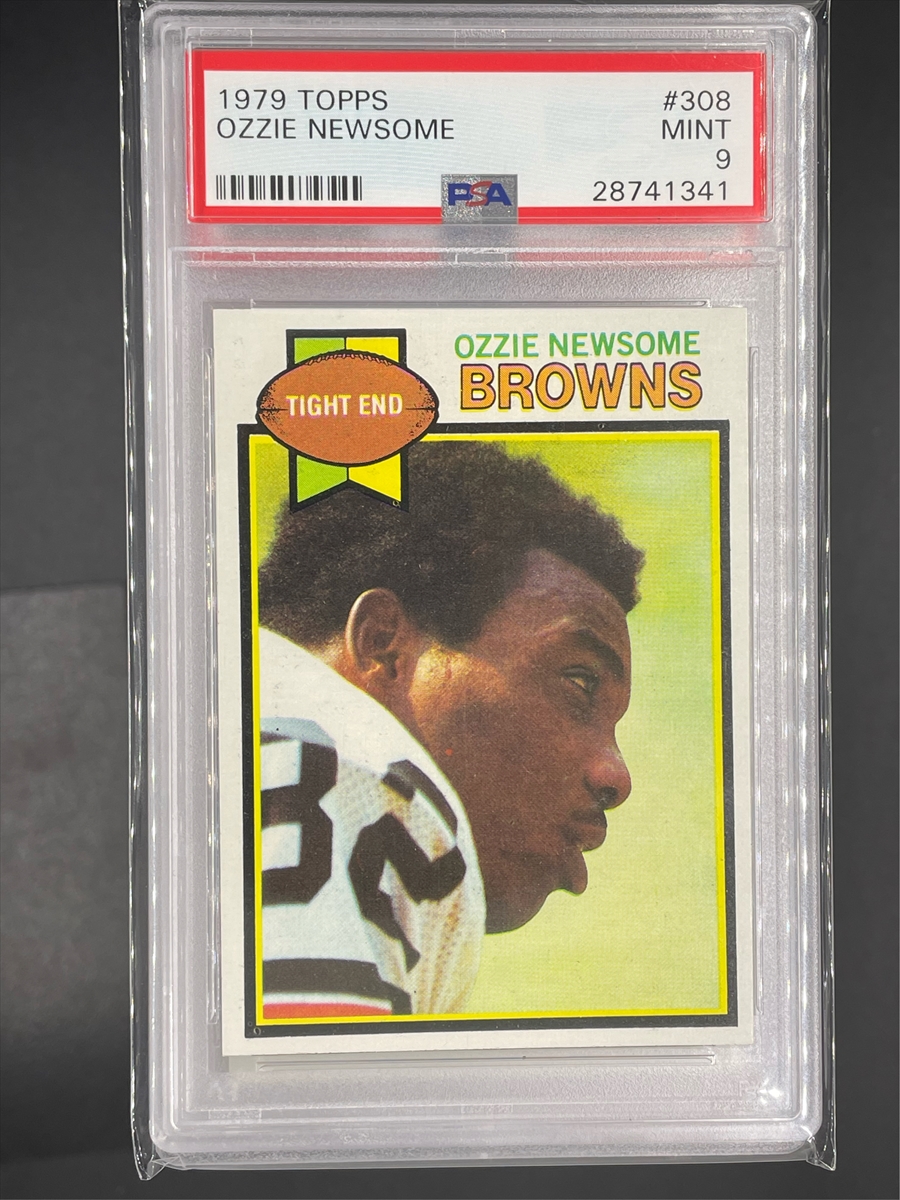 1979 TOPPS #308
OZZIE NEWSOME MINT
9
PSA 28741341
OZZIE NEWSOME
BROWNS
TIGHT END
82